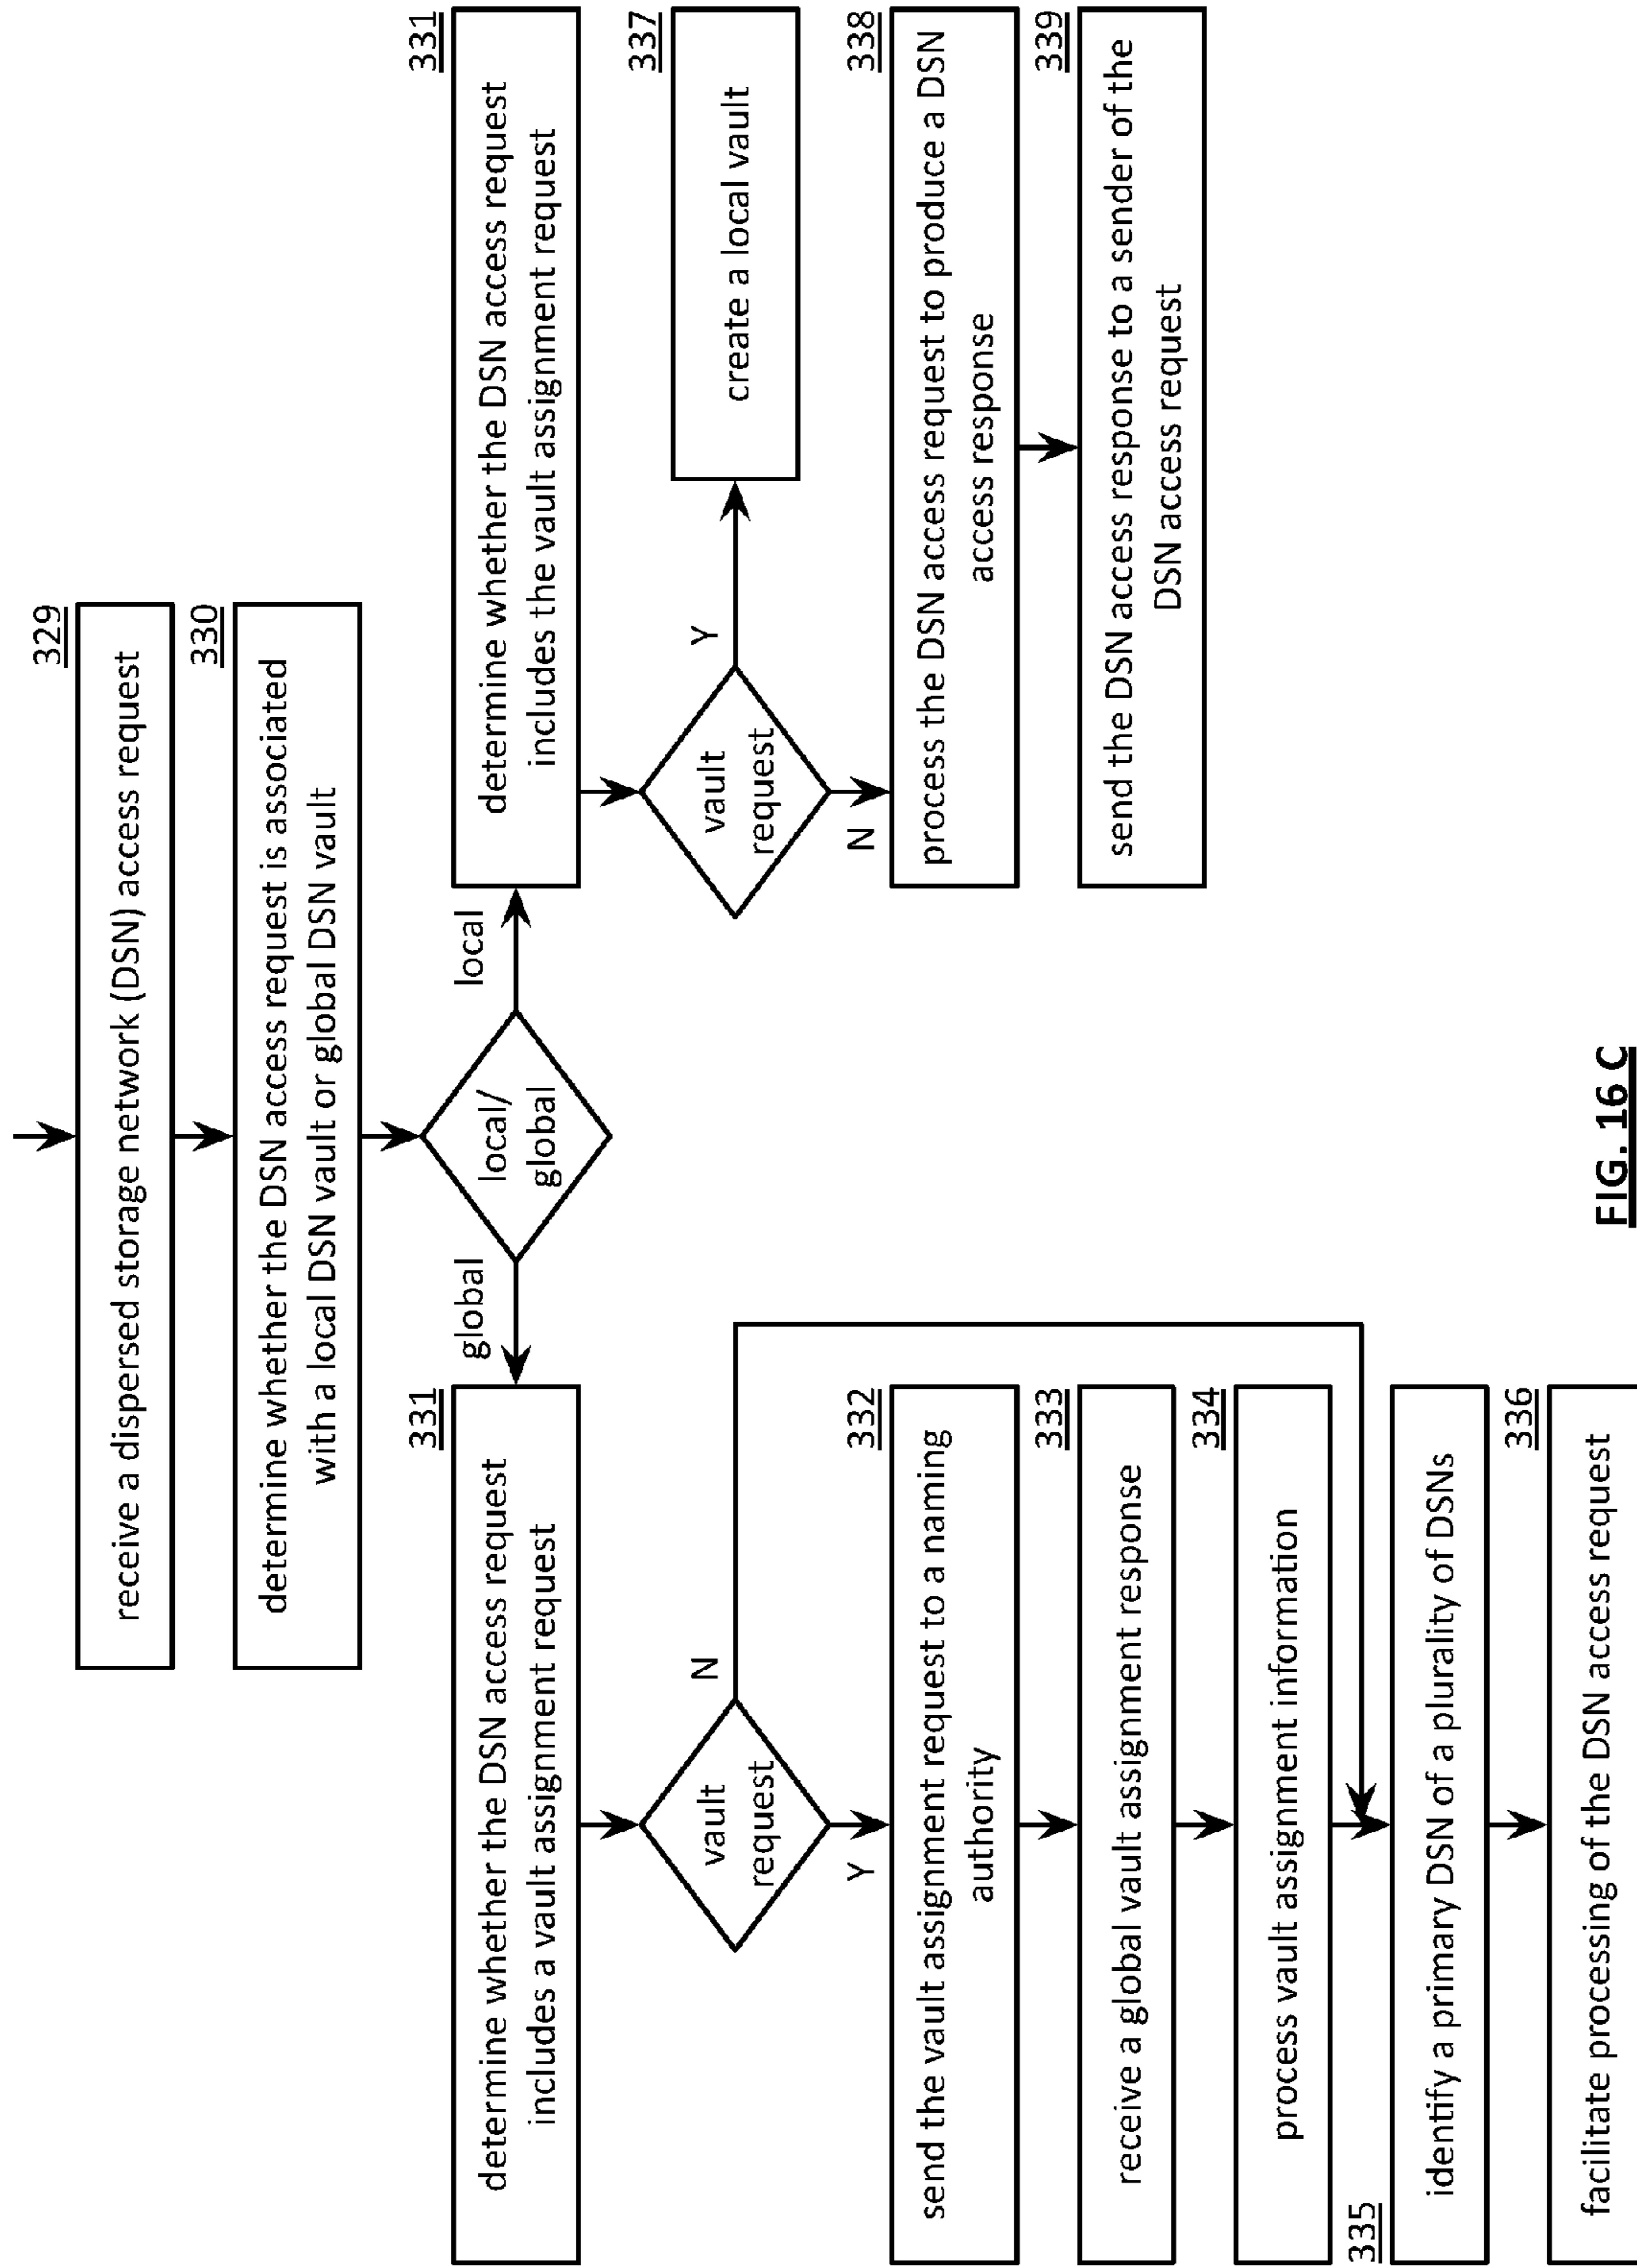 329
receive a dispersed storage network (DSN) access request
330
determine whether the DSN access request is associated
with a local DSN vault or global DSN vault
local/
global
global
local
331
determine whether the DSN access request
includes a vault assignment request
vault
request
N
Y
332
send the vault assignment request to a naming
authority
333
receive a global vault assignment response
334
process vault assignment information
335
identify a primary DSN of a plurality of DSNs
336
facilitate processing of the DSN access request
331
determine whether the DSN access request
includes the vault assignment request
vault
request
Y
N
337
create a local vault
338
process the DSN access request to produce a DSN
access response
339
send the DSN access response to a sender of the
DSN access request
FIG. 16 C